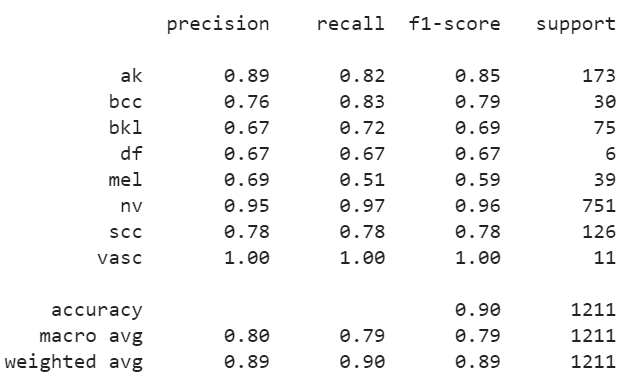 precision recall f1-score support
ak 0.89 0.82 0.85 173
bcc 0.76 0.83 0.79 30
bkl 0.67 0.72 0.69 75
df 0.67 0.67 0.67 6
mel 0.69 0.51 0.59 39
nv 0.95 0.97 0.96 751
scc 0.78 0.78 0.78 126
vasc 1.00 1.00 1.00 11
accuracy 0.90 1211
macro avg 0.80 0.79 0.79 1211
weighted avg 0.89 0.90 0.89 1211